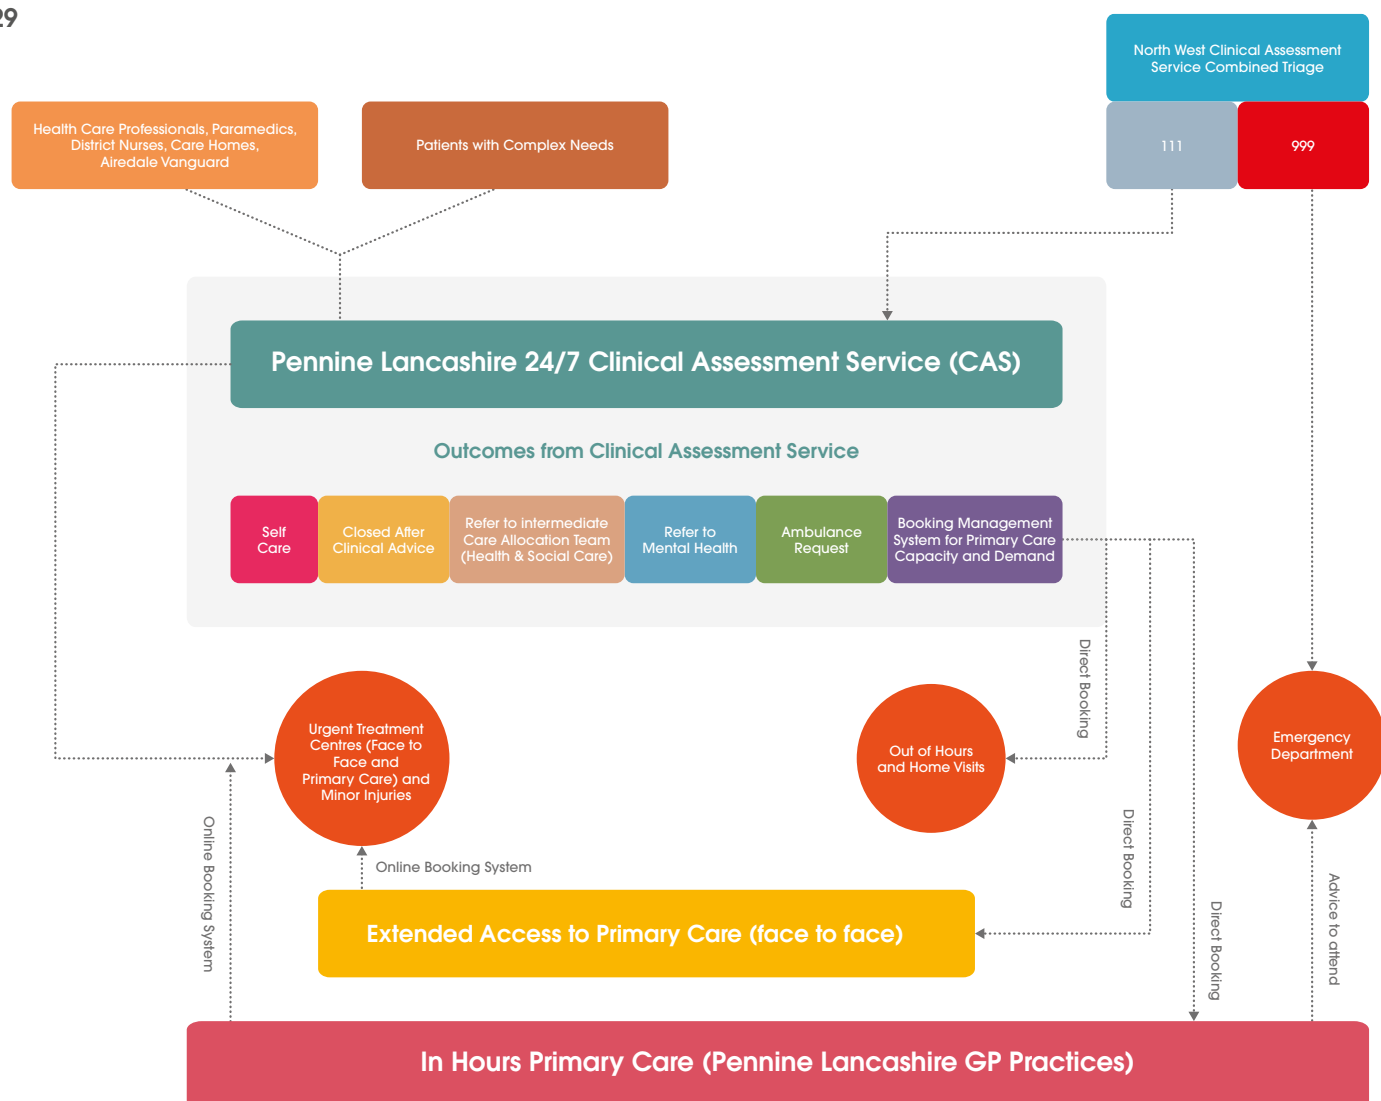 29
North West Clinical Assessment
Service Combined Triage
Health Care Professionals, Paramedics,
District Nurses, Care Homes,
Airedale Vanguard
Patients with Complex Needs
111
999
Pennine Lancashire 24/7 Clinical Assessment Service (CAS)
Outcomes from Clinical Assessment Service
Self
Care
Closed After
Clinical Advice
Refer to intermediate
Care Allocation Team
(Health & Social Care)
Refer to
Mental Health
Ambulance
Request
Booking Management
System for Primary Care
Capacity and Demand
Direct Booking
Urgent Treatment
Centres (Face to
Face and
Primary Care) and
Minor Injuries
Out of Hours
and Home Visits
Emergency
Department
Online Booking System
Online Booking System
Direct Booking
Direct Booking
Advice to attend
Extended Access to Primary Care (face to face)
In Hours Primary Care (Pennine Lancashire GP Practices)